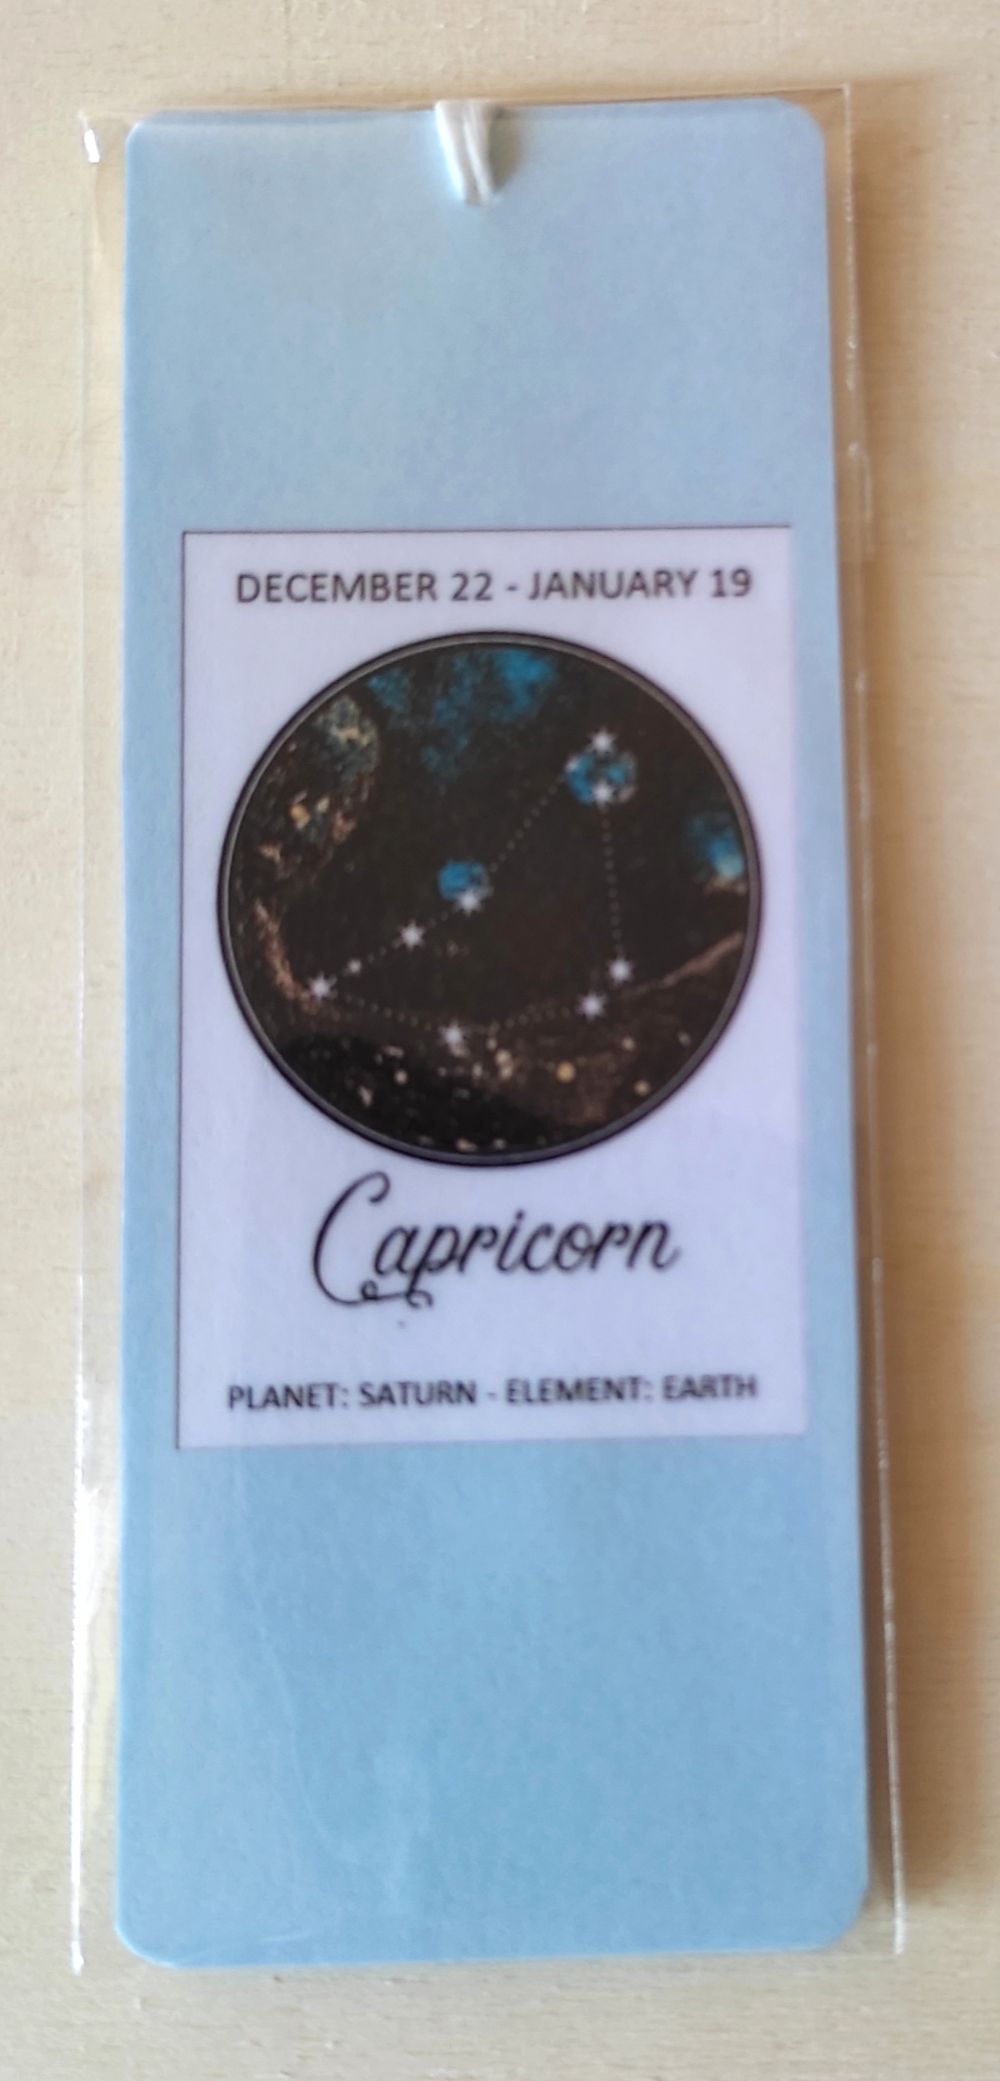 DECEMBER 22 - JANUARY 19
Capricorn
PLANET: SATURN - ELEMENT: EARTH